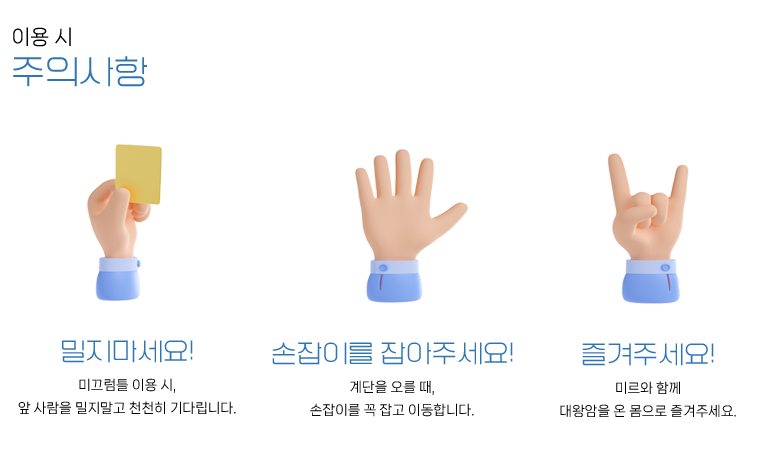 이용 시
주의사항
밀지마세요!
미끄럼틀 이용 시,
앞 사람을 밀지말고 천천히 기다립니다.
손잡이를 잡아주세요!
계단을 오를 때,
손잡이를 꼭 잡고 이동합니다.
즐겨주세요!
미르와 함께
대왕암을 온 몸으로 즐겨주세요.